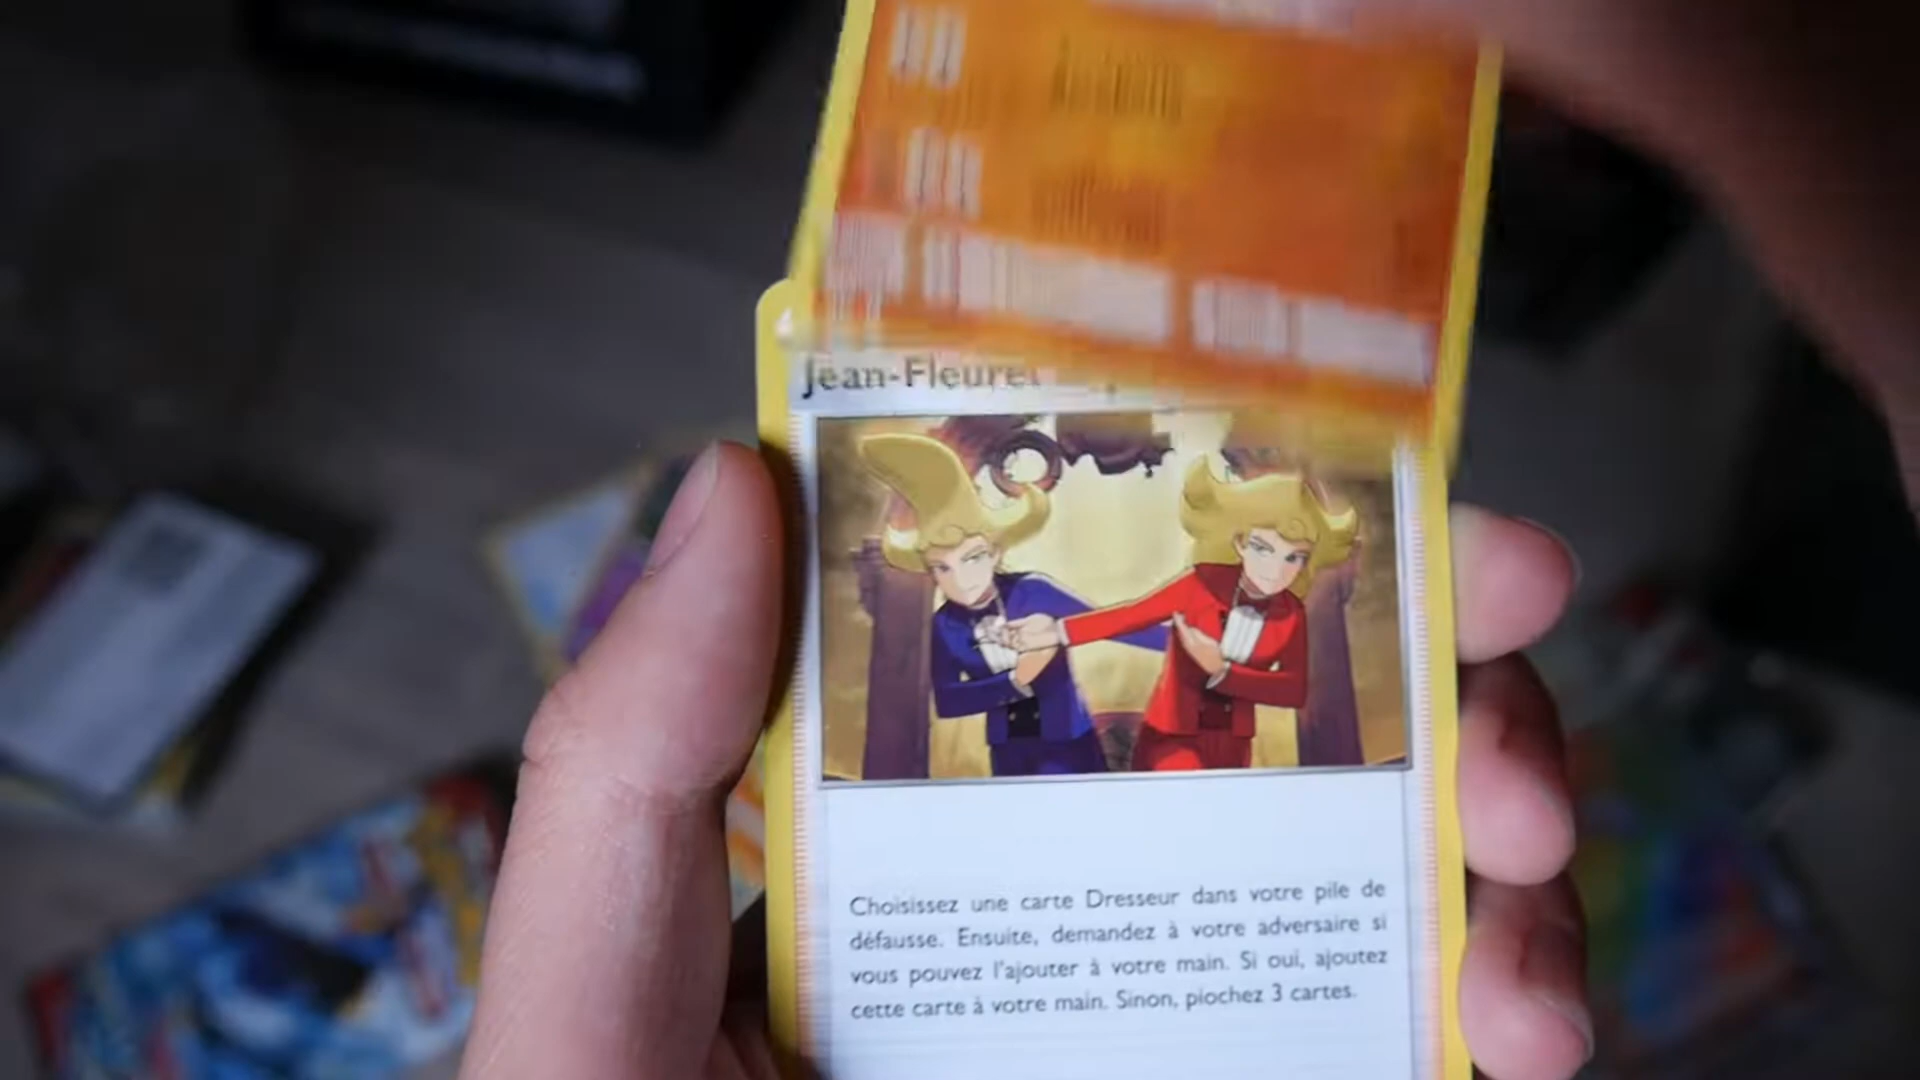 Jean-Fleuret
Choisissez une carte Dresseur dans votre pile de
défausse. Ensuite, demandez à votre adversaire si
vous pouvez l'ajouter à votre main. Si oui, ajoutez
cette carte à votre main. Sinon, piochez 3 cartes.